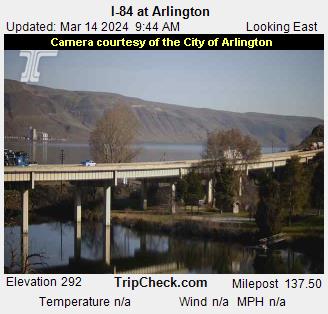 I-84 at Arlington
Updated: Mar 14 2024 9:44 AM Looking East
Camera courtesy of the City of Arlington
Elevation 292 TripCheck.com Milepost 137.50
Temperature n/a Wind n/a MPH n/a